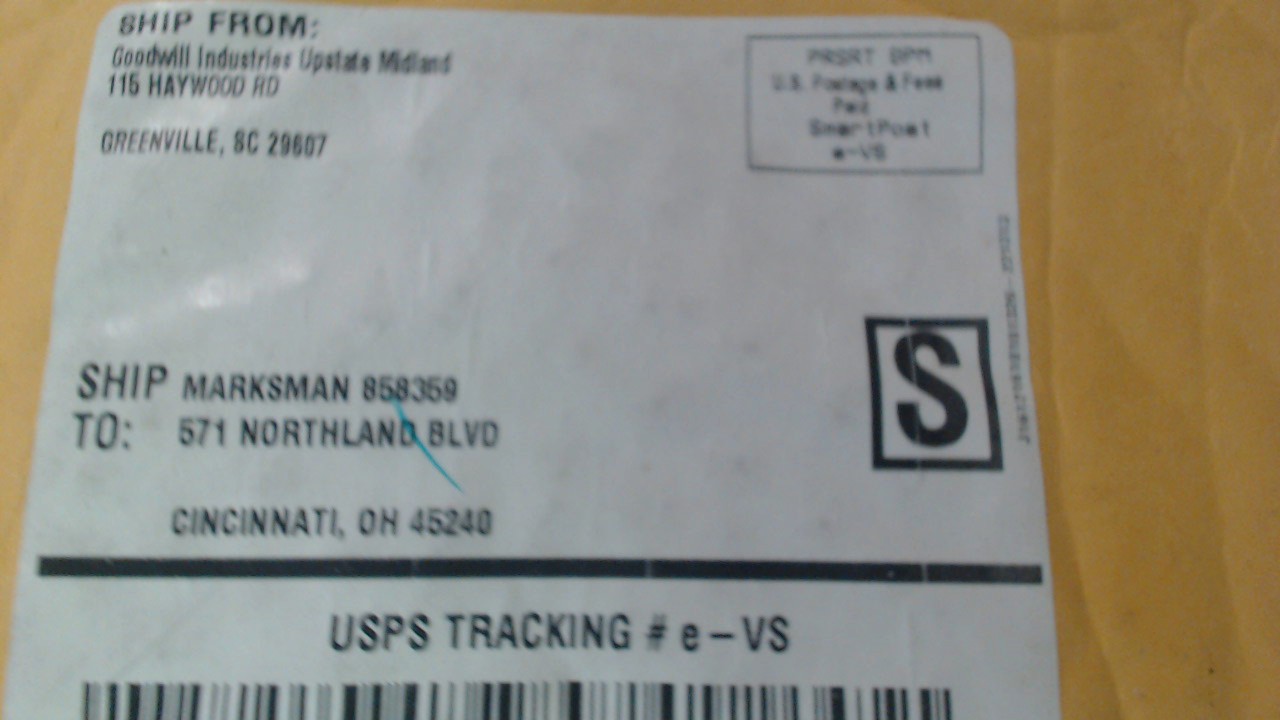 SHIP FROM:
Goodwill Industries Upstate Midland
115 HAYWOOD RD
GREENVILLE, SC 29607
PRSRT BPM
U.S. Postage & Fees
Paid
SmartPost
e-VS
S
SHIP TO:
MARKSMAN 858359
571 NORTHLAND BLVD
CINCINNATI, OH 45240
USPS TRACKING # e-VS